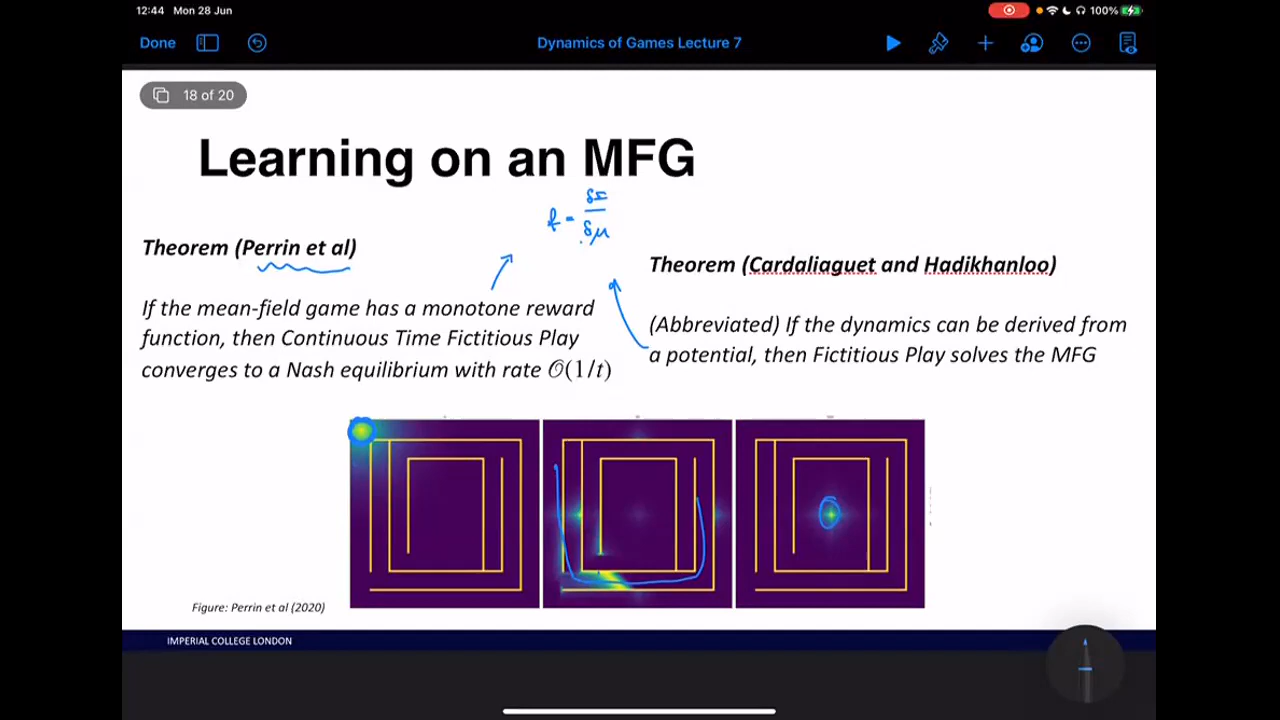 12:44 Mon 28 Jun
100%
Done
Dynamics of Games Lecture 7
18 of 20
Learning on an MFG
Theorem (Perrin et al)
If the mean-field game has a monotone reward
function, then Continuous Time Fictitious Play
converges to a Nash equilibrium with rate 𝒪(1/t)
Theorem (Cardaliaguet and Hadikhanloo)
(Abbreviated) If the dynamics can be derived from
a potential, then Fictitious Play solves the MFG
Figure: Perrin et al (2020)
IMPERIAL COLLEGE LONDON